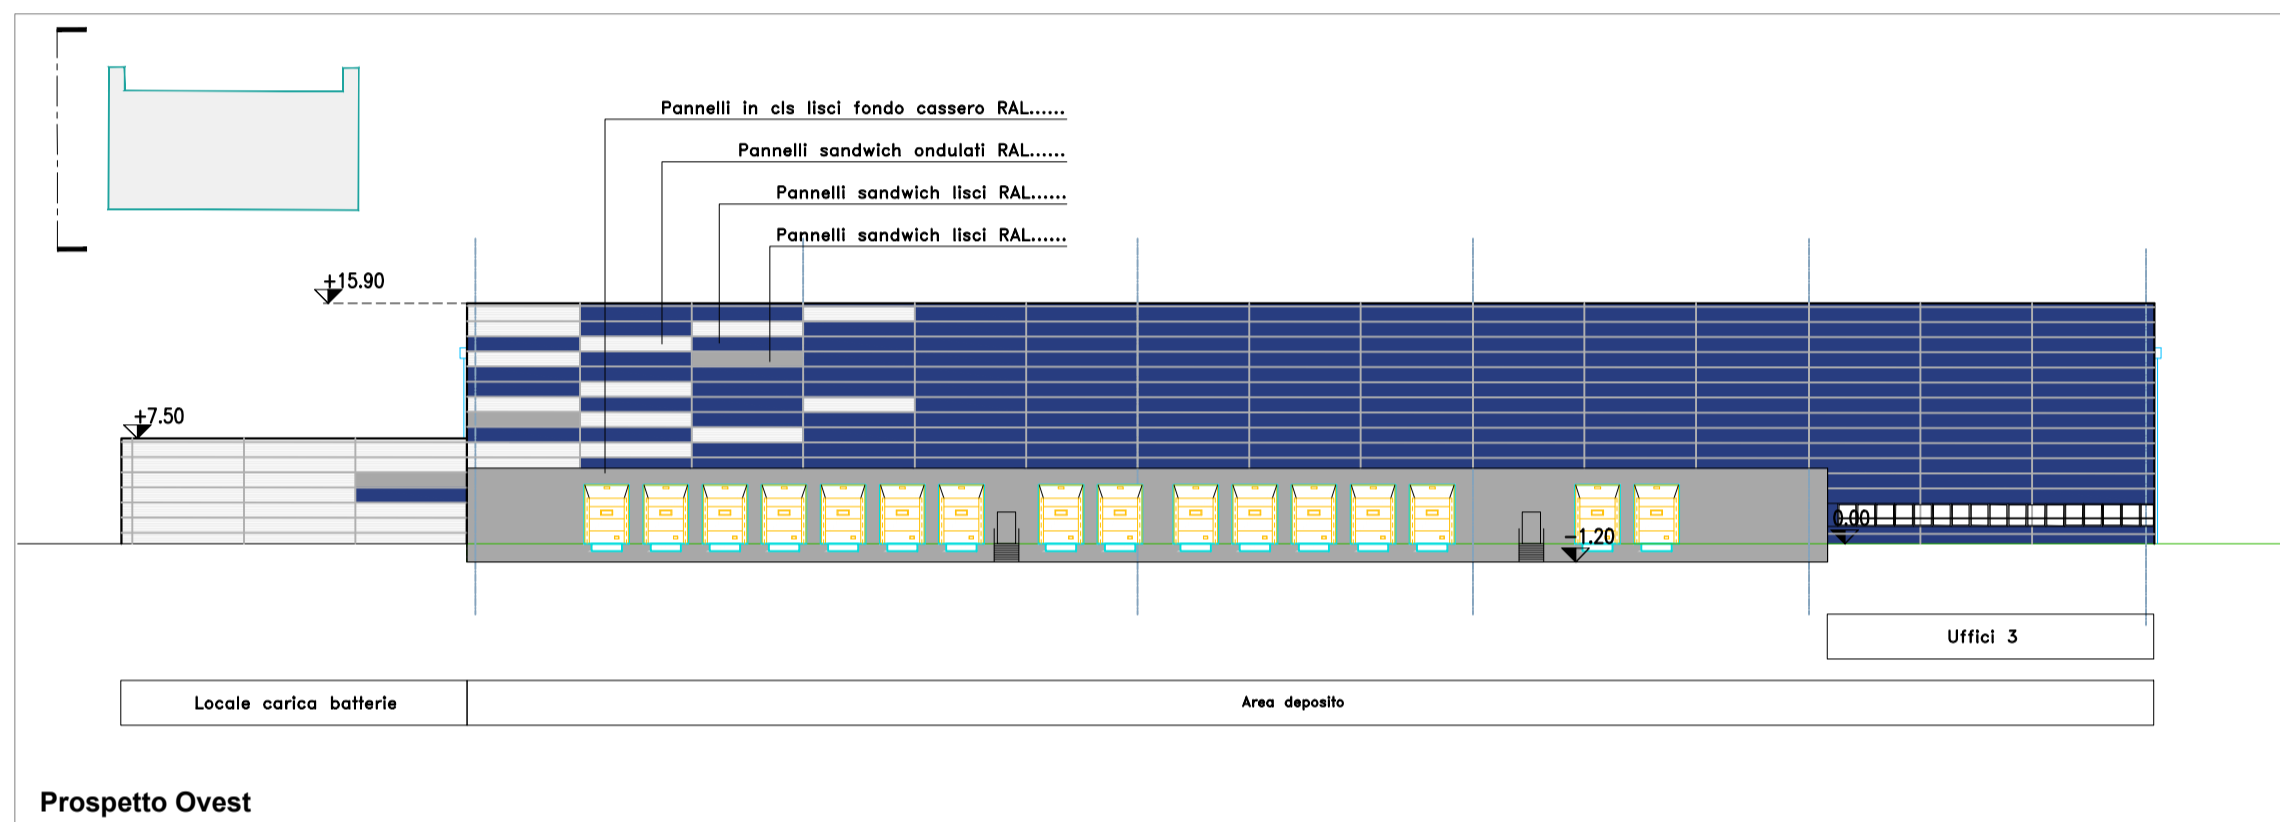 Pannelli in cls lisci fondo cassero RAL......
Pannelli sandwich ondulati RAL......
Pannelli sandwich lisci RAL......
Pannelli sandwich lisci RAL......
+15.90
+7.50
0.00
-1.20
Uffici 3
Locale carica batterie
Area deposito
Prospetto Ovest